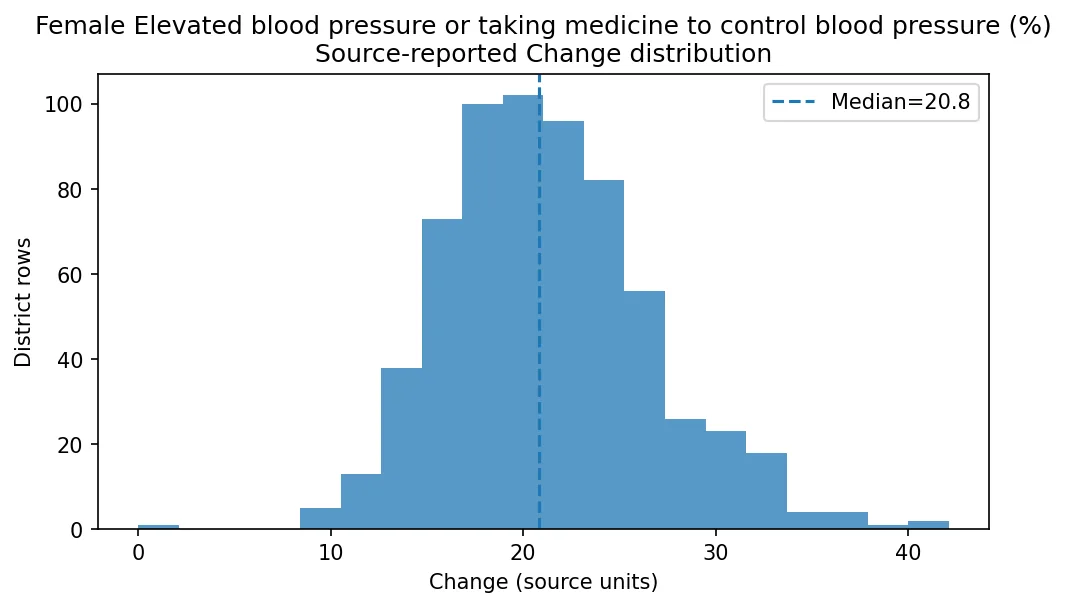 Female Elevated blood pressure or taking medicine to control blood pressure (%)
Source-reported Change distribution
Median=20.8
100
80
60
40
20
0
District rows
0 10 20 30 40
Change (source units)